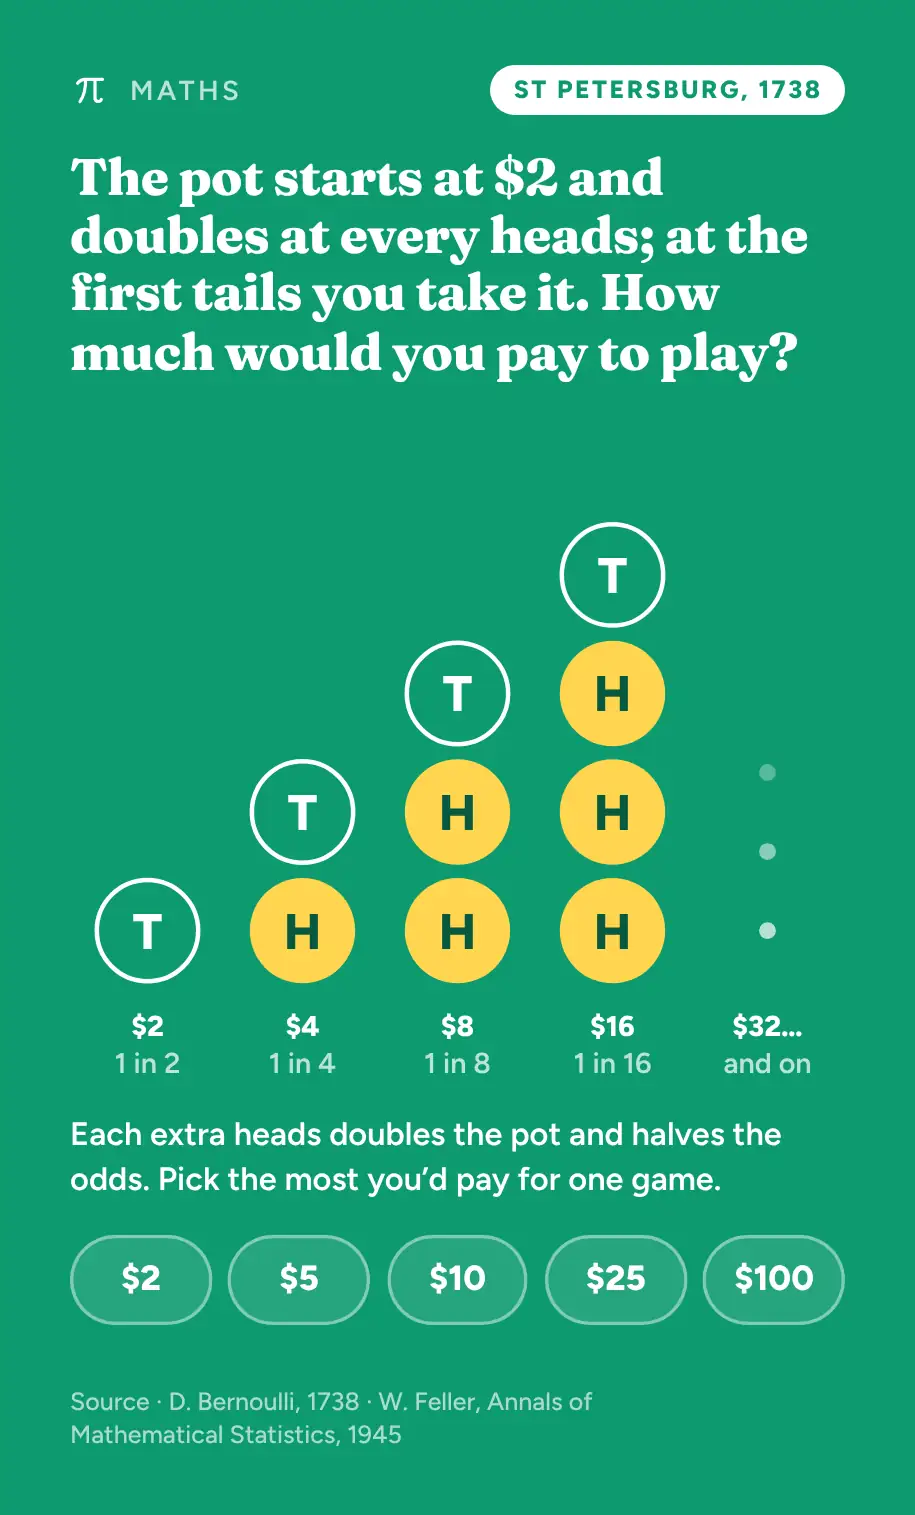 π MATHS
ST PETERSBURG, 1738
The pot starts at $2 and
doubles at every heads; at the
first tails you take it. How
much would you pay to play?
T
T H
T H H
T H H H
$2 $4 $8 $16 $32...
1 in 2 1 in 4 1 in 8 1 in 16 and on
Each extra heads doubles the pot and halves the
odds. Pick the most you’d pay for one game.
$2 $5 $10 $25 $100
Source · D. Bernoulli, 1738 · W. Feller, Annals of
Mathematical Statistics, 1945